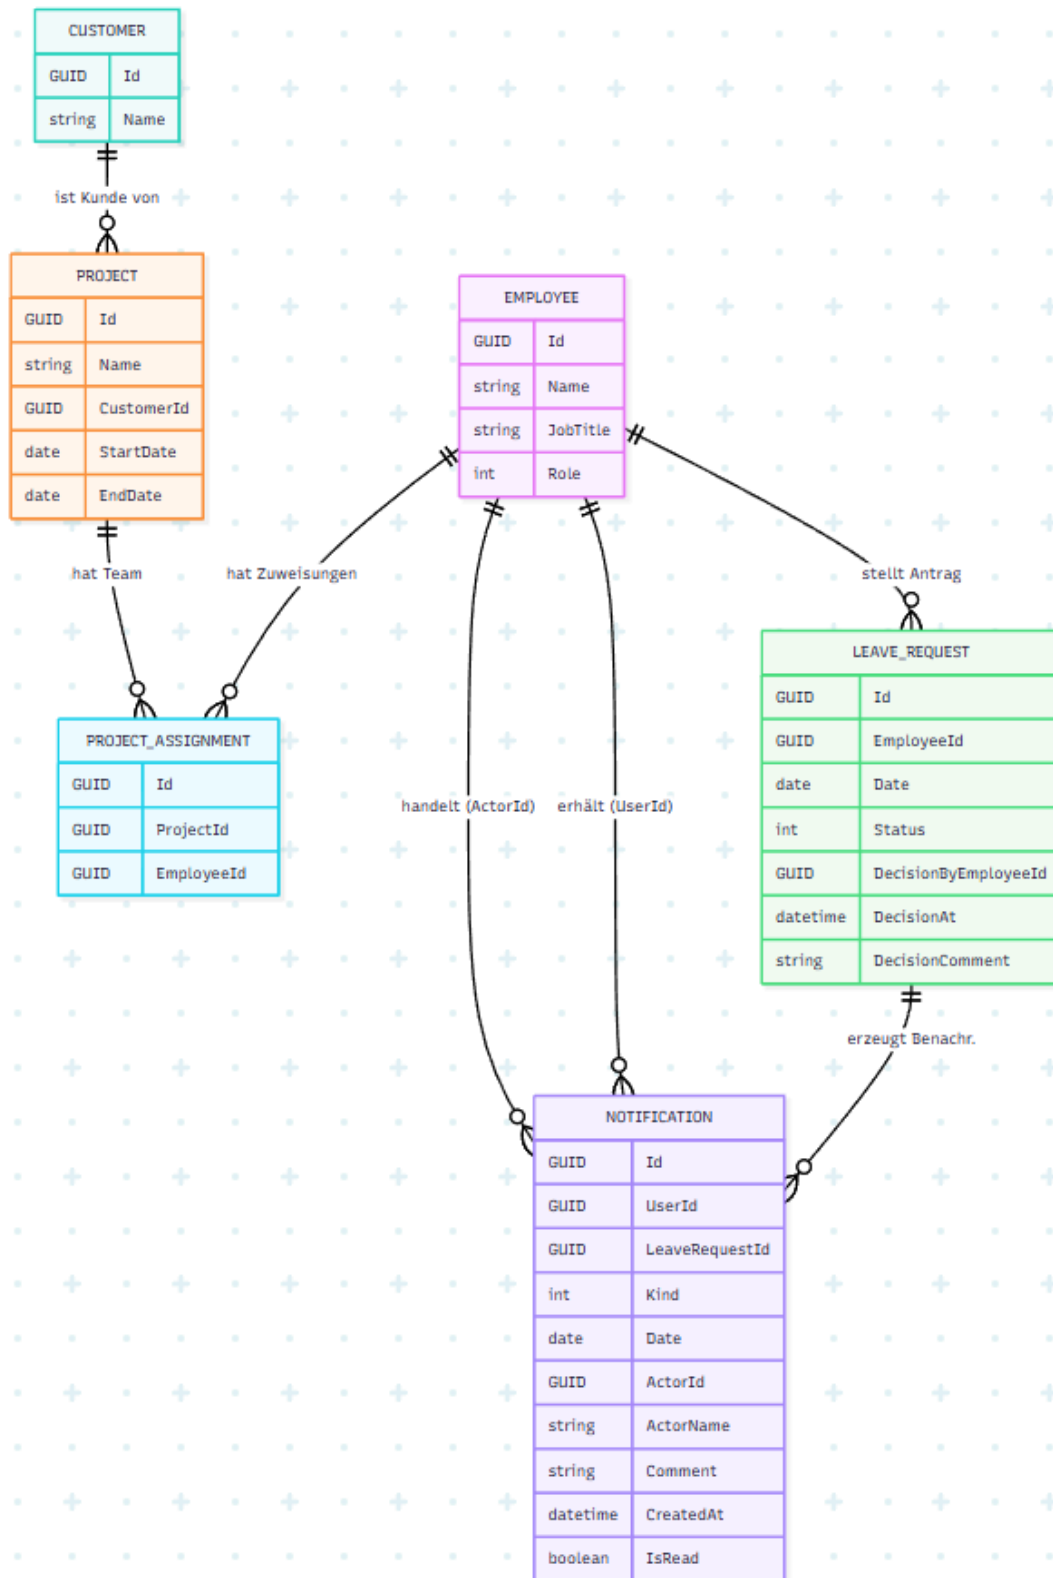 CUSTOMER
GUID Id
string Name
ist Kunde von
PROJECT
GUID Id
string Name
GUID CustomerId
date StartDate
date EndDate
EMPLOYEE
GUID Id
string Name
string JobTitle
int Role
hat Team
hat Zuweisungen
stellt Antrag
LEAVE_REQUEST
GUID Id
GUID EmployeeId
date Date
int Status
GUID DecisionByEmployeeId
datetime DecisionAt
string DecisionComment
PROJECT_ASSIGNMENT
GUID Id
GUID ProjectId
GUID EmployeeId
handelt (ActorId)
erhält (UserId)
erzeugt Benachr.
NOTIFICATION
GUID Id
GUID UserId
GUID LeaveRequestId
int Kind
date Date
GUID ActorId
string ActorName
string Comment
datetime CreatedAt
boolean IsRead